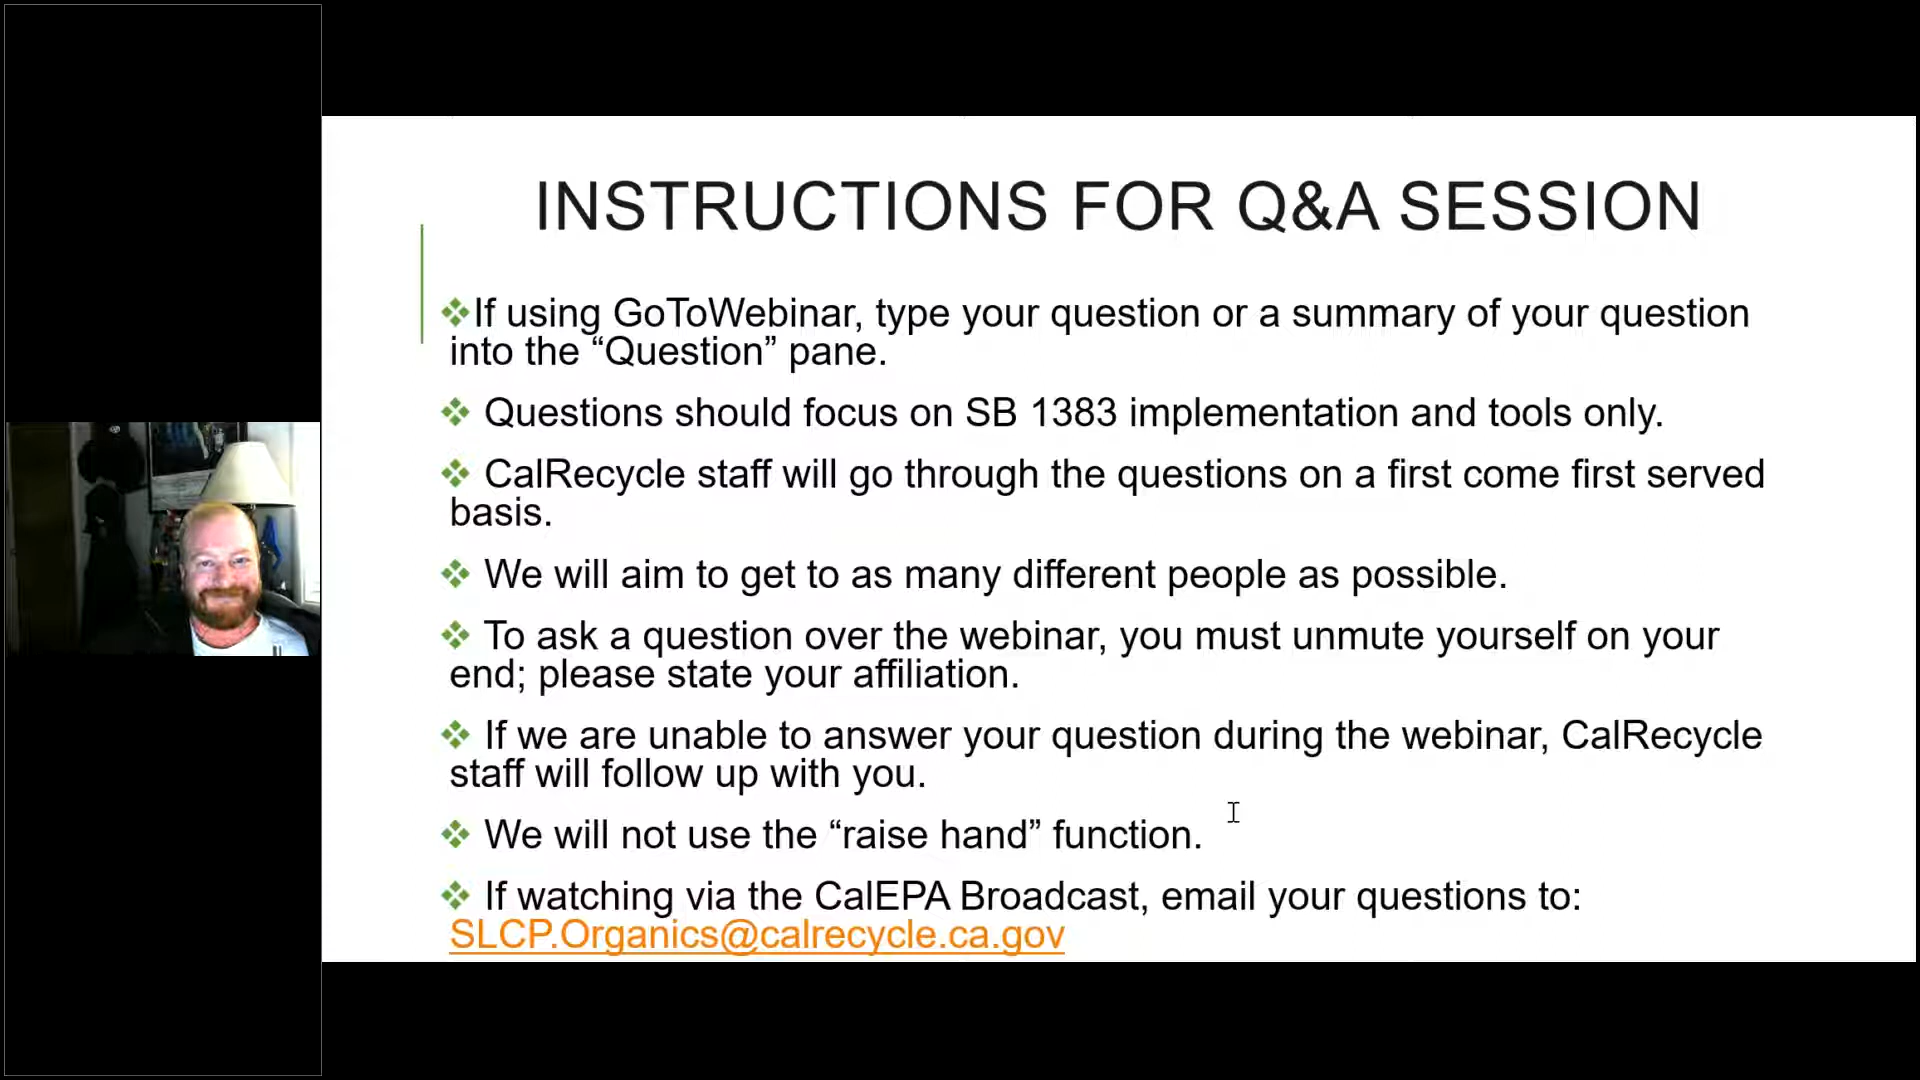 INSTRUCTIONS FOR Q&A SESSION
If using GoToWebinar, type your question or a summary of your question
into the “Question” pane.
Questions should focus on SB 1383 implementation and tools only.
CalRecycle staff will go through the questions on a first come first served
basis.
We will aim to get to as many different people as possible.
To ask a question over the webinar, you must unmute yourself on your
end; please state your affiliation.
If we are unable to answer your question during the webinar, CalRecycle
staff will follow up with you.
We will not use the “raise hand” function.
If watching via the CalEPA Broadcast, email your questions to:
SLCP.Organics@calrecycle.ca.gov